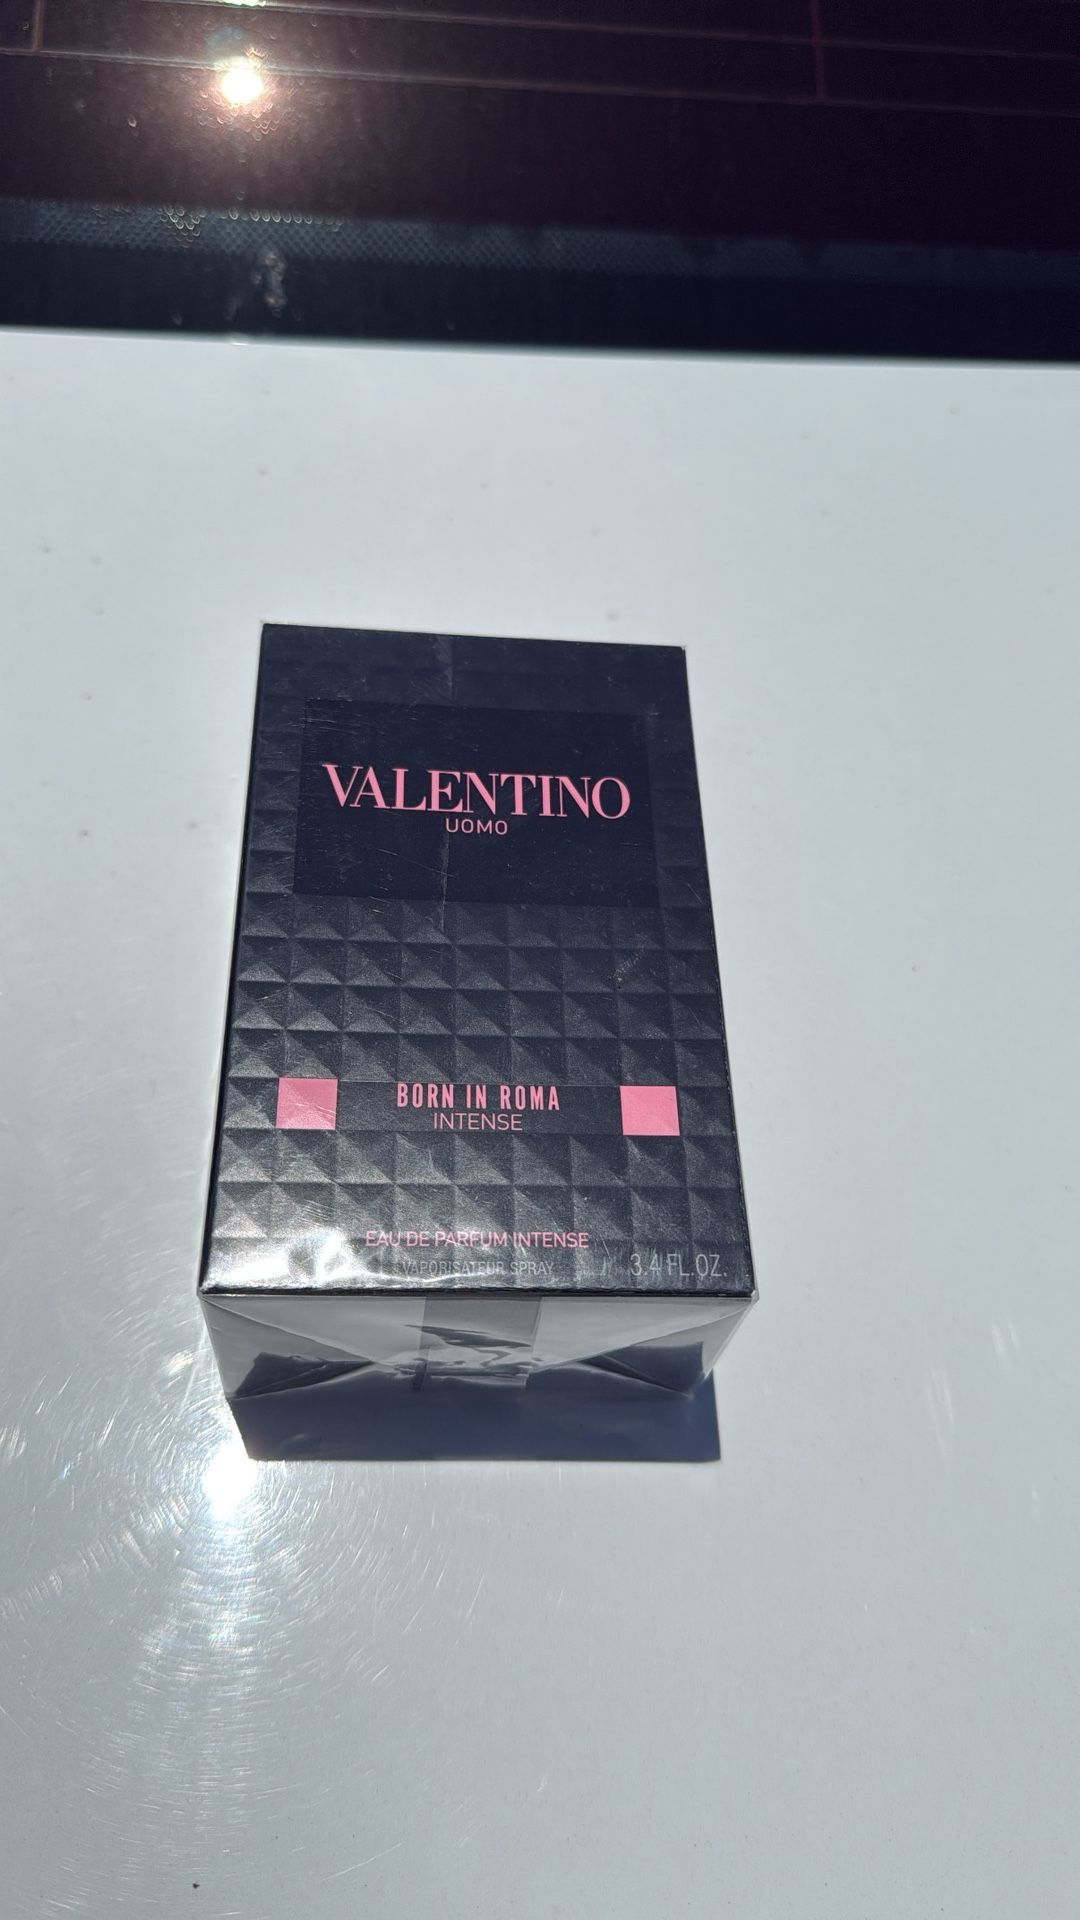 VALENTINO
UOMO
BORN IN ROMA
INTENSE
EAU DE PARFUM INTENSE
VAPORISATEUR SPRAY 3.4 FL.OZ.